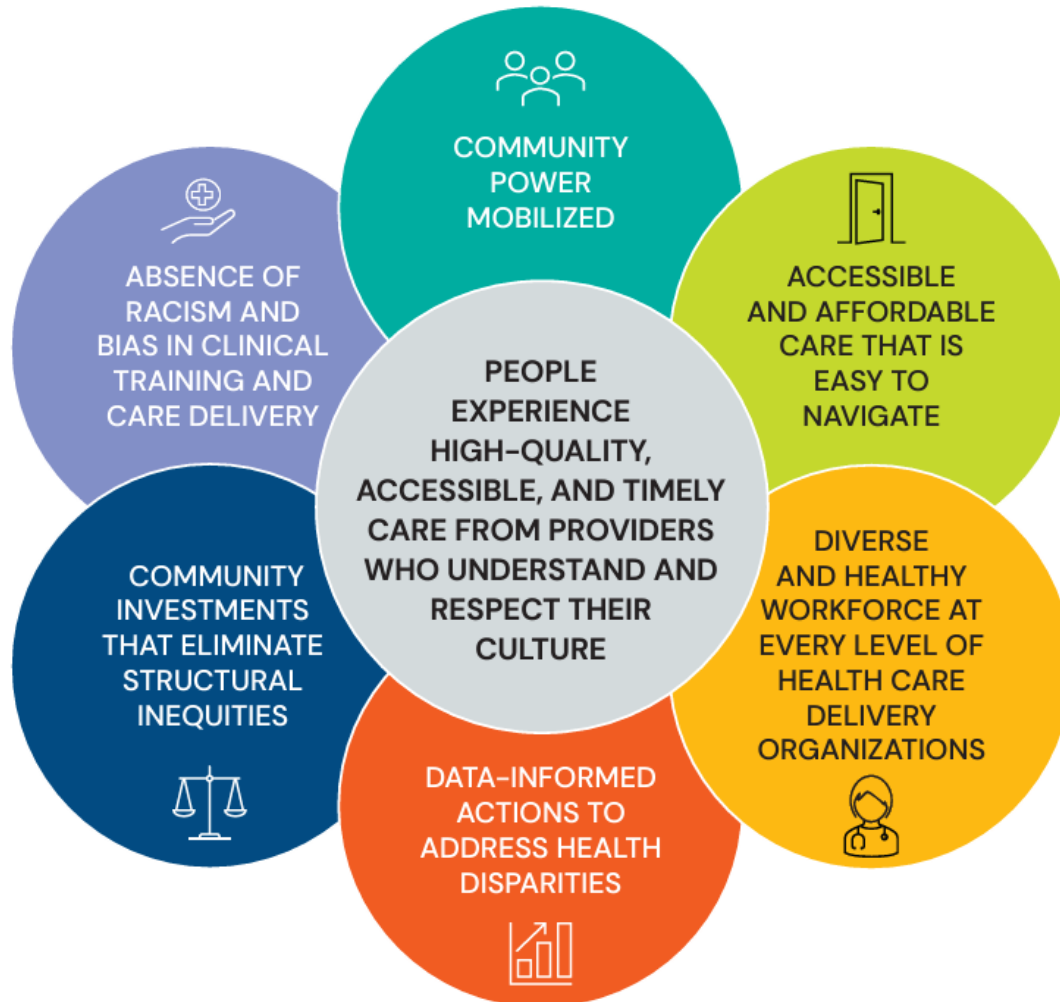 COMMUNITY
POWER
MOBILIZED
ACCESSIBLE
AND AFFORDABLE
CARE THAT IS
EASY TO
NAVIGATE
DIVERSE
AND HEALTHY
WORKFORCE AT
EVERY LEVEL OF
HEALTH CARE
DELIVERY
ORGANIZATIONS
DATA-INFORMED
ACTIONS TO
ADDRESS HEALTH
DISPARITIES
COMMUNITY
INVESTMENTS
THAT ELIMINATE
STRUCTURAL
INEQUITIES
ABSENCE OF
RACISM AND
BIAS IN CLINICAL
TRAINING AND
CARE DELIVERY
PEOPLE
EXPERIENCE
HIGH-QUALITY,
ACCESSIBLE, AND TIMELY
CARE FROM PROVIDERS
WHO UNDERSTAND AND
RESPECT THEIR
CULTURE